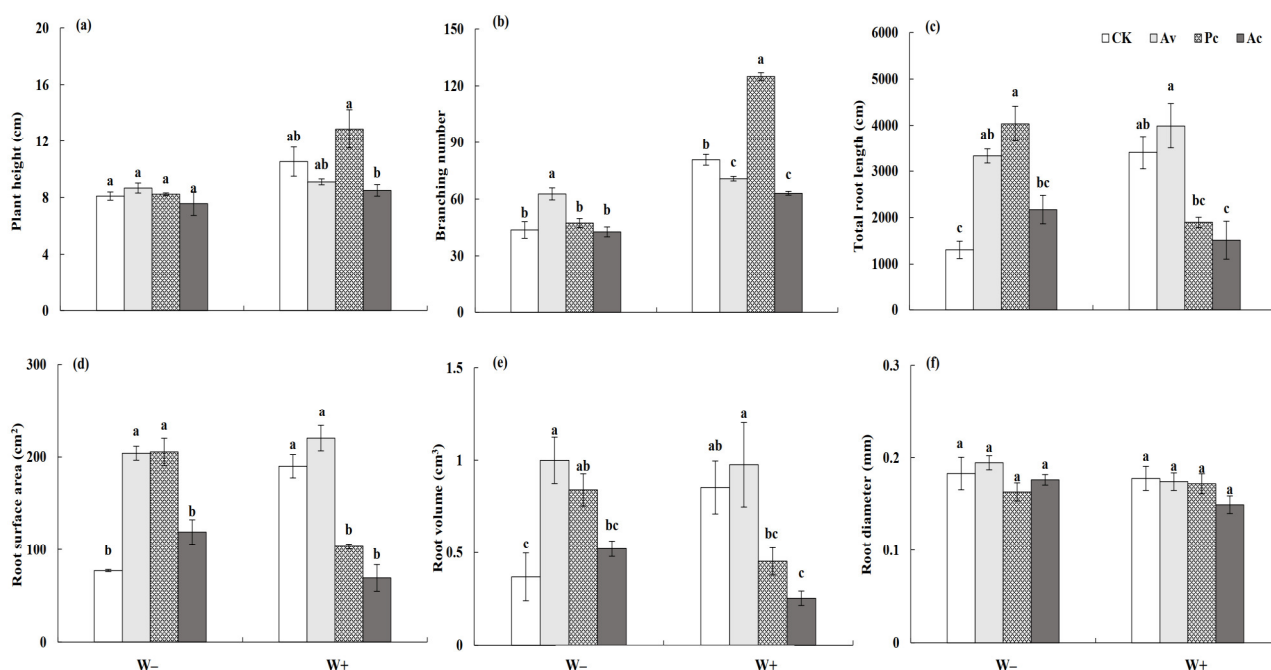 (a)
Plant height (cm)
20
16
12
8
4
0
a
a
a
a
ab
ab
a
b
(b)
Branching number
150
120
90
60
30
0
b
a
b
b
b
c
a
c
(c)
CK Av Pc Ac
Total root length (cm)
6000
5000
4000
3000
2000
1000
0
c
ab
a
bc
ab
a
bc
c
(d)
Root surface area (cm²)
300
200
100
0
b
a
a
b
a
a
b
b
W– W+
(e)
Root volume (cm³)
1.5
1
0.5
0
c
a
ab
bc
ab
a
bc
c
W– W+
(f)
Root diameter (mm)
0.3
0.2
0.1
0
a
a
a
a
a
a
a
a
W– W+